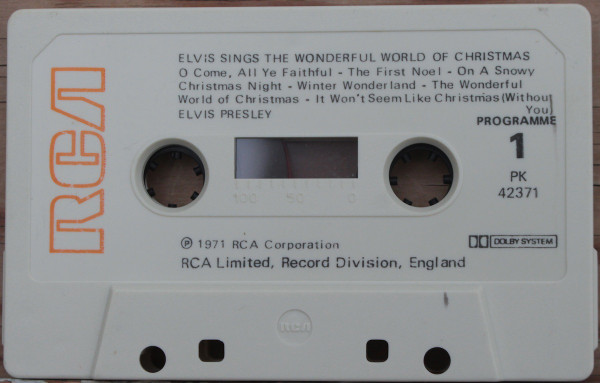 RCA
ELVIS SINGS THE WONDERFUL WORLD OF CHRISTMAS
O Come, All Ye Faithful - The First Noel - On A Snowy
Christmas Night - Winter Wonderland - The Wonderful
World of Christmas - It Won't Seem Like Christmas (Without
You)
ELVIS PRESLEY
PROGRAMME
1
PK
42371
100 50 0
℗ 1971 RCA Corporation
DOLBY SYSTEM
RCA Limited, Record Division, England
RCA